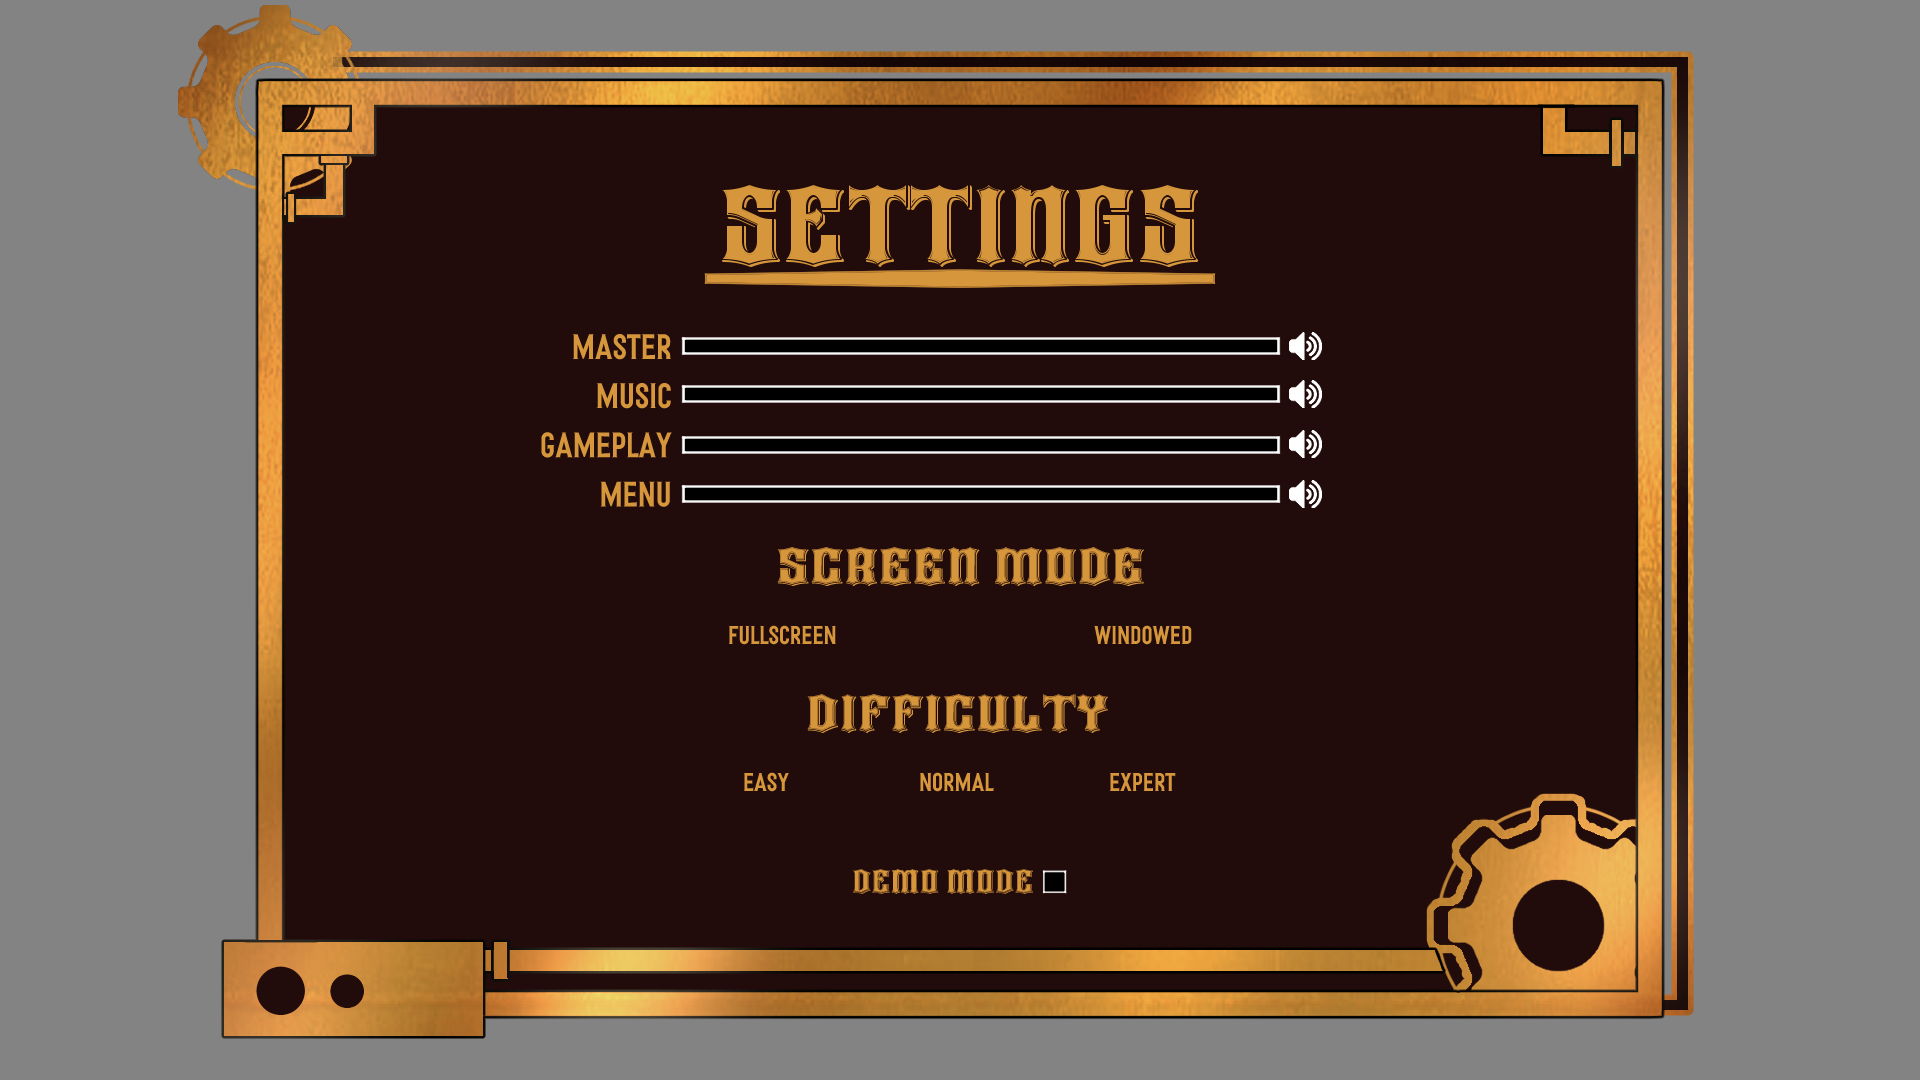 SETTINGS
MASTER
MUSIC
GAMEPLAY
MENU
SCREEN MODE
FULLSCREEN WINDOWED
DIFFICULTY
EASY NORMAL EXPERT
DEMO MODE